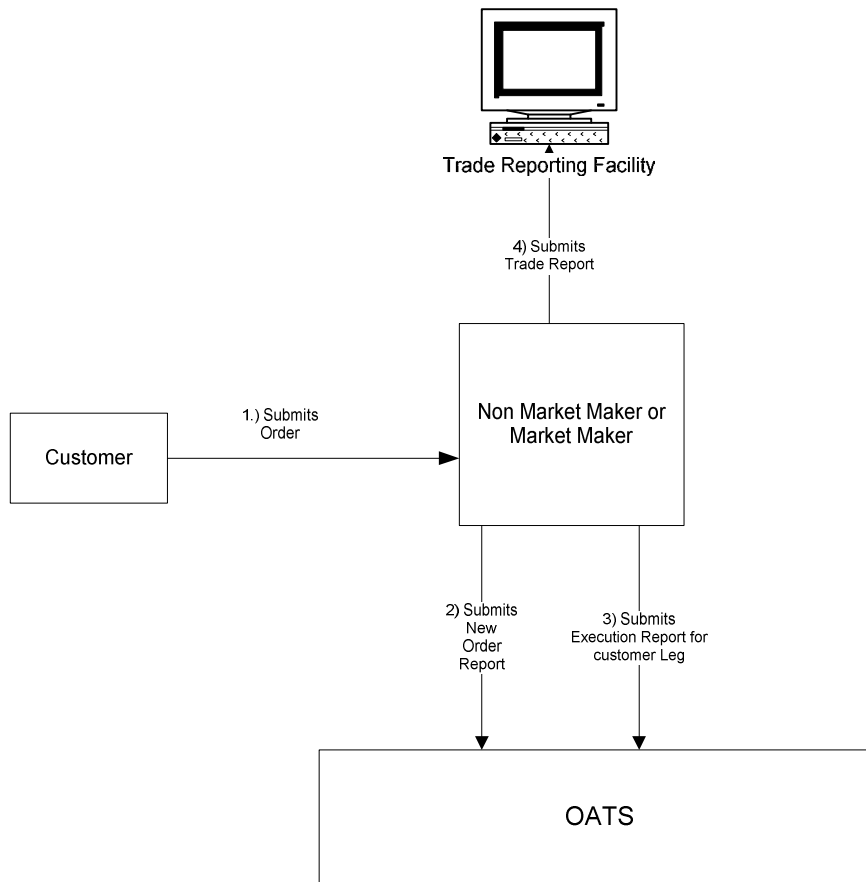 Trade Reporting Facility
4) Submits
Trade Report
Non Market Maker or
Market Maker
1.) Submits
Order
Customer
2) Submits
New
Order
Report
3) Submits
Execution Report for
customer Leg
OATS